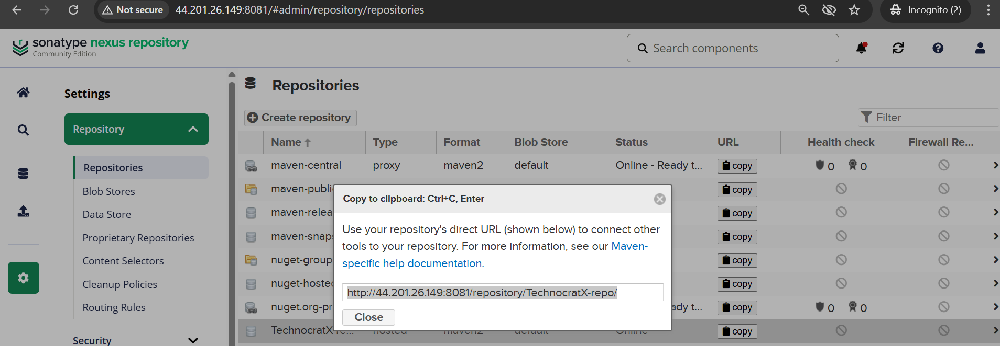 Not secure 44.201.26.149:8081/#admin/repository/repositories Incognito (2)
sonatype nexus repository
Community Edition
Search components
Settings
Repository
Repositories
Blob Stores
Data Store
Proprietary Repositories
Content Selectors
Cleanup Policies
Routing Rules
Security
Repositories
Create repository
Filter
Name Type Format Blob Store Status URL Health check Firewall Re...
maven-central proxy maven2 default Online - Ready t... copy 0 0
maven-publi copy
maven-relea copy
maven-snaps copy
nuget-group copy
nuget-hosted copy
nuget.org-pr ady t... copy 0 0
TechnocratX-re... hosted maven2 default Online copy
Copy to clipboard: Ctrl+C, Enter
Use your repository's direct URL (shown below) to connect other
tools to your repository. For more information, see our Maven-
specific help documentation.
http://44.201.26.149:8081/repository/TechnocratX-repo/
Close